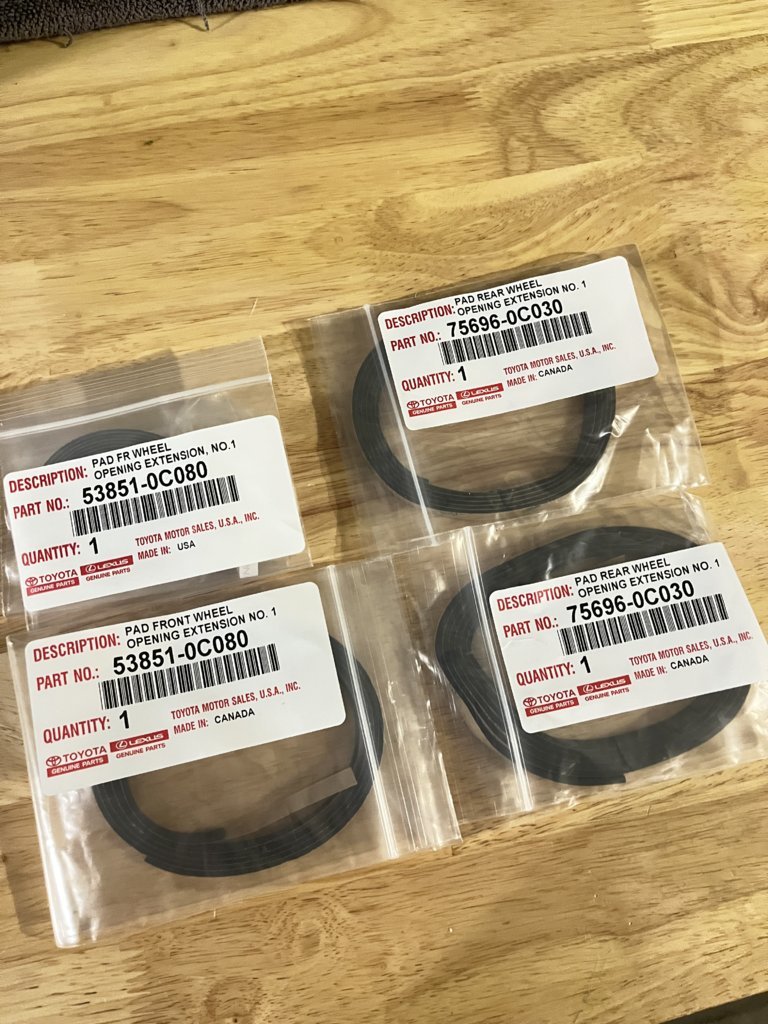 DESCRIPTION: PAD REAR WHEEL
OPENING EXTENSION NO. 1
PART NO.: 75696-0C030
QUANTITY: 1
TOYOTA MOTOR SALES, U.S.A., INC.
MADE IN: CANADA
TOYOTA
GENUINE PARTS
LEXUS
GENUINE PARTS
DESCRIPTION: PAD FR WHEEL
OPENING EXTENSION, NO.1
PART NO.: 53851-0C080
QUANTITY: 1
TOYOTA MOTOR SALES, U.S.A., INC.
MADE IN: USA
TOYOTA
GENUINE PARTS
LEXUS
GENUINE PARTS
DESCRIPTION: PAD REAR WHEEL
OPENING EXTENSION NO. 1
PART NO.: 75696-0C030
QUANTITY: 1
TOYOTA MOTOR SALES, U.S.A., INC.
MADE IN: CANADA
TOYOTA
GENUINE PARTS
LEXUS
GENUINE PARTS
DESCRIPTION: PAD FRONT WHEEL
OPENING EXTENSION NO. 1
PART NO.: 53851-0C080
QUANTITY: 1
TOYOTA MOTOR SALES, U.S.A., INC.
MADE IN: CANADA
TOYOTA
GENUINE PARTS
LEXUS
GENUINE PARTS